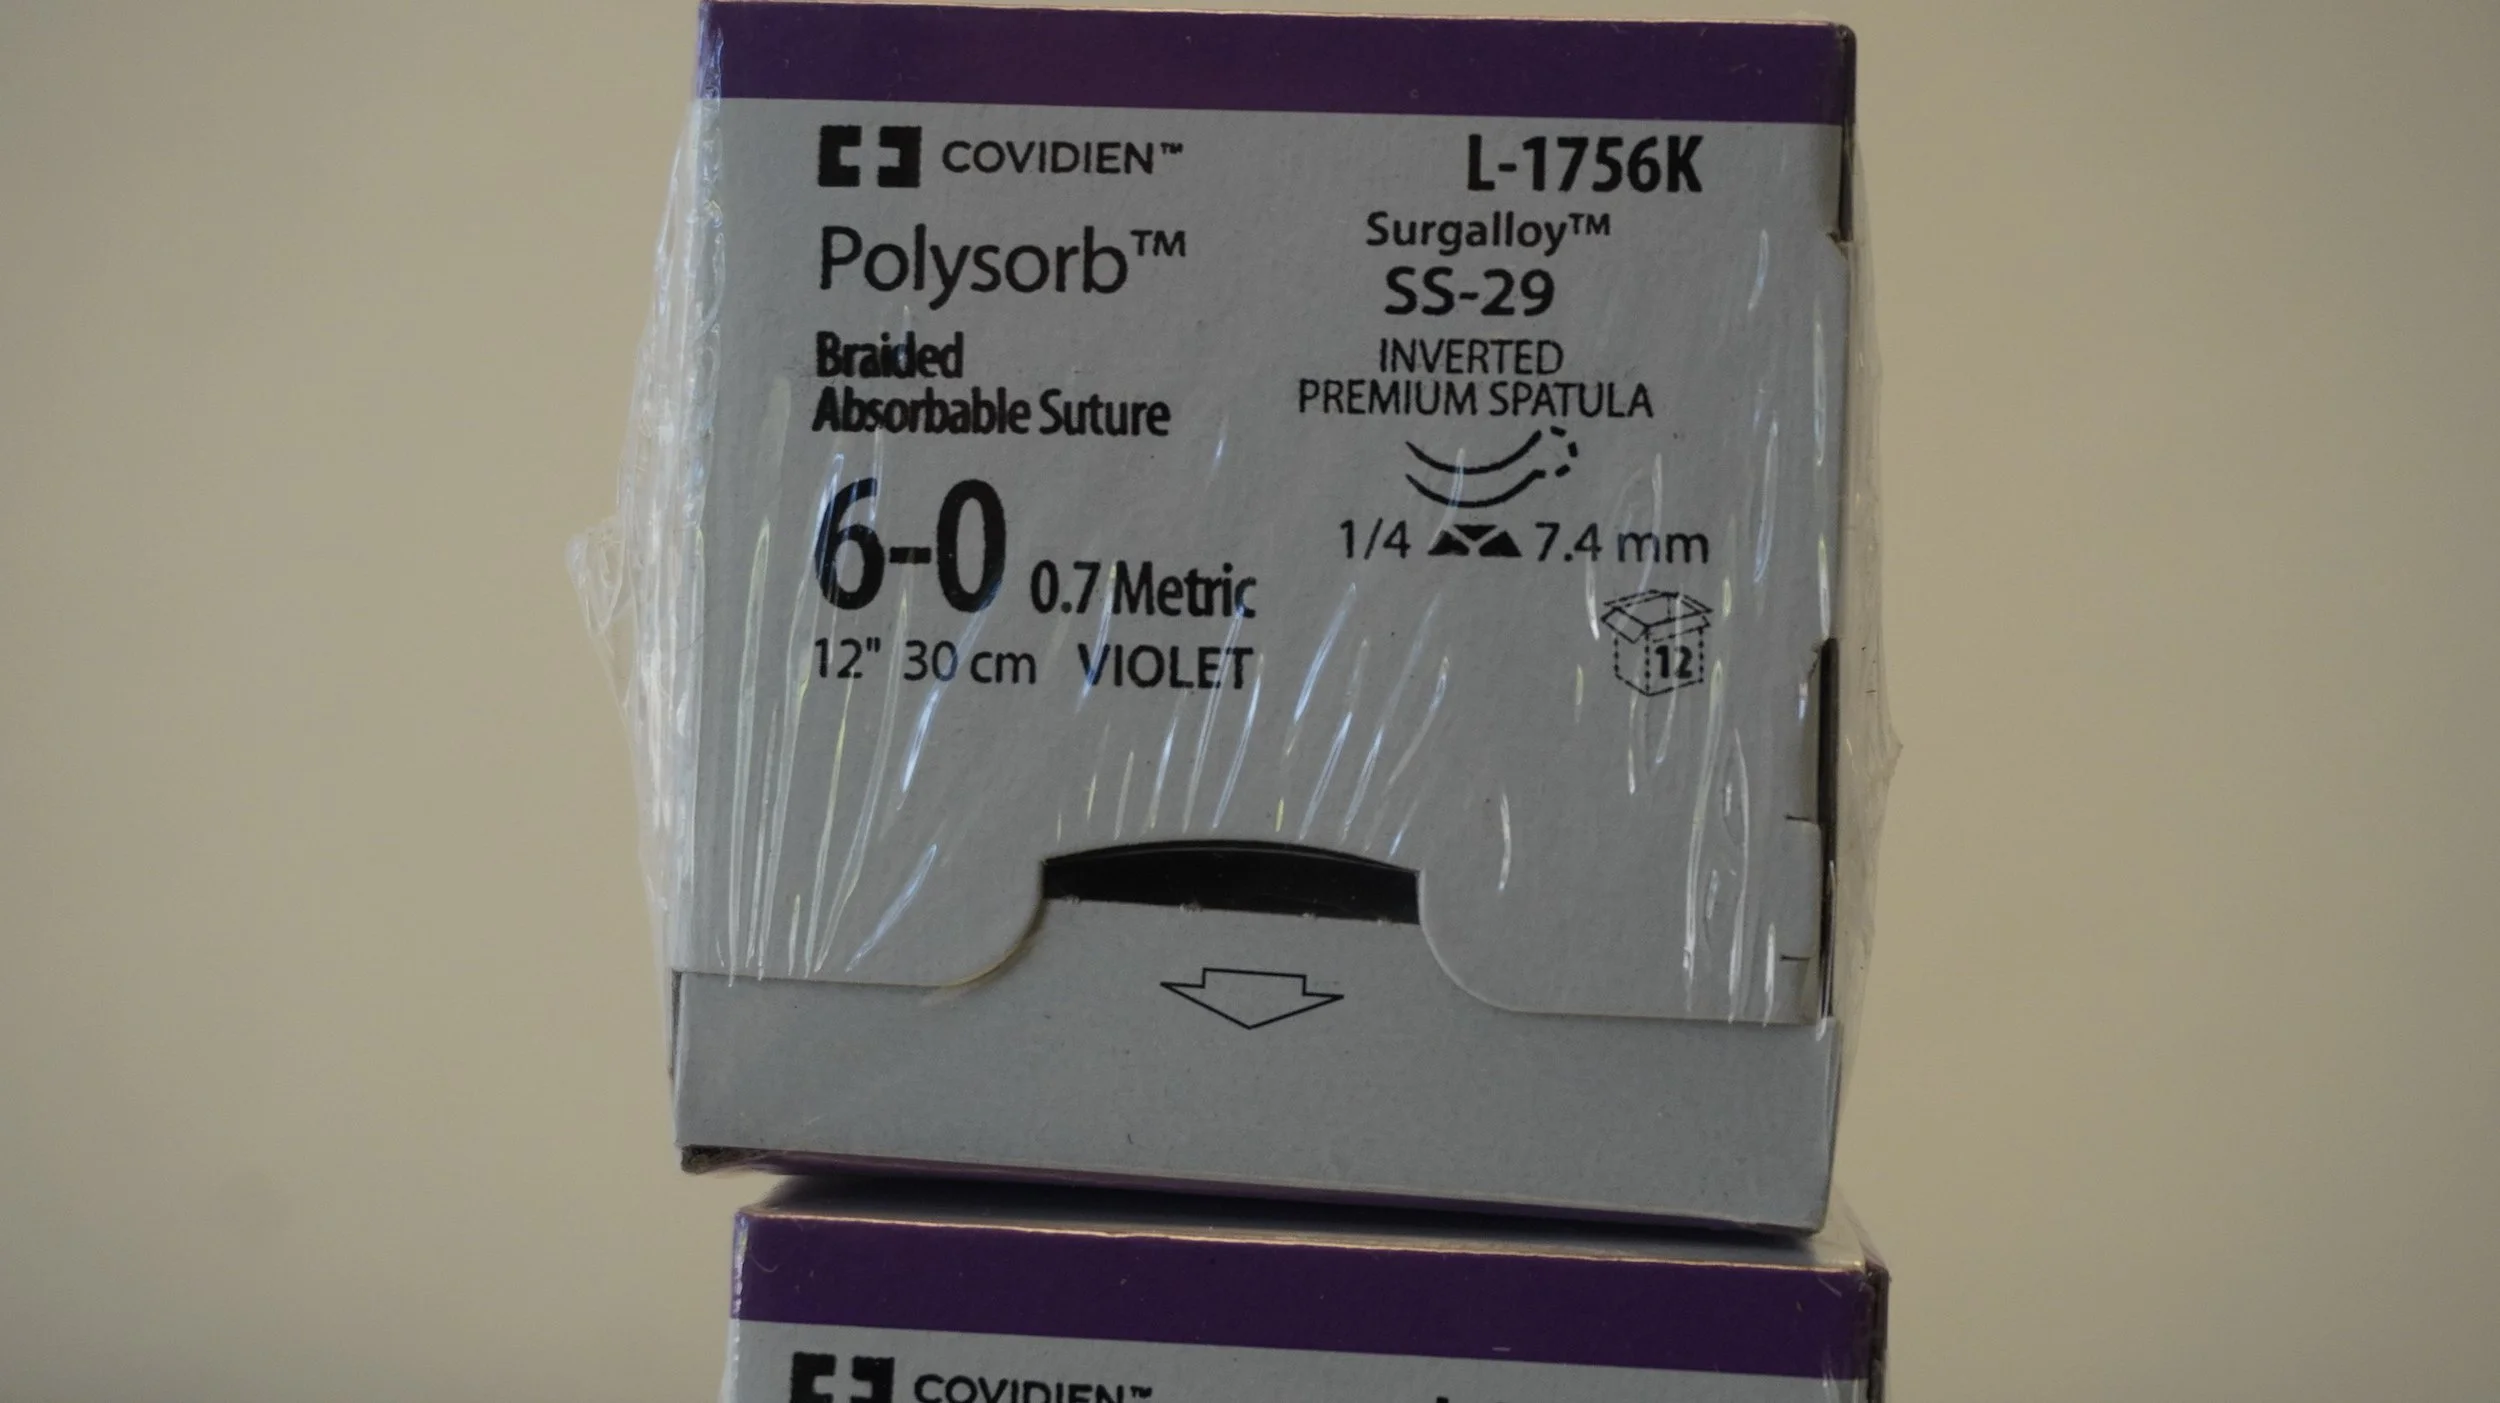 COVIDIEN™
L-1756K
Polysorb™
Surgalloy™
SS-29
Braided
Absorbable Suture
INVERTED
PREMIUM SPATULA
6-0 0.7 Metric
1/4 7.4 mm
12" 30 cm VIOLET
12
COVIDIEN™